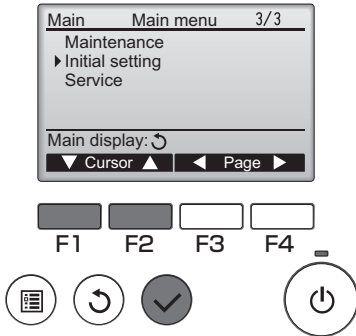 Main Main menu 3/3
Maintenance
Initial setting
Service
Main display:
Cursor Page
F1 F2 F3 F4